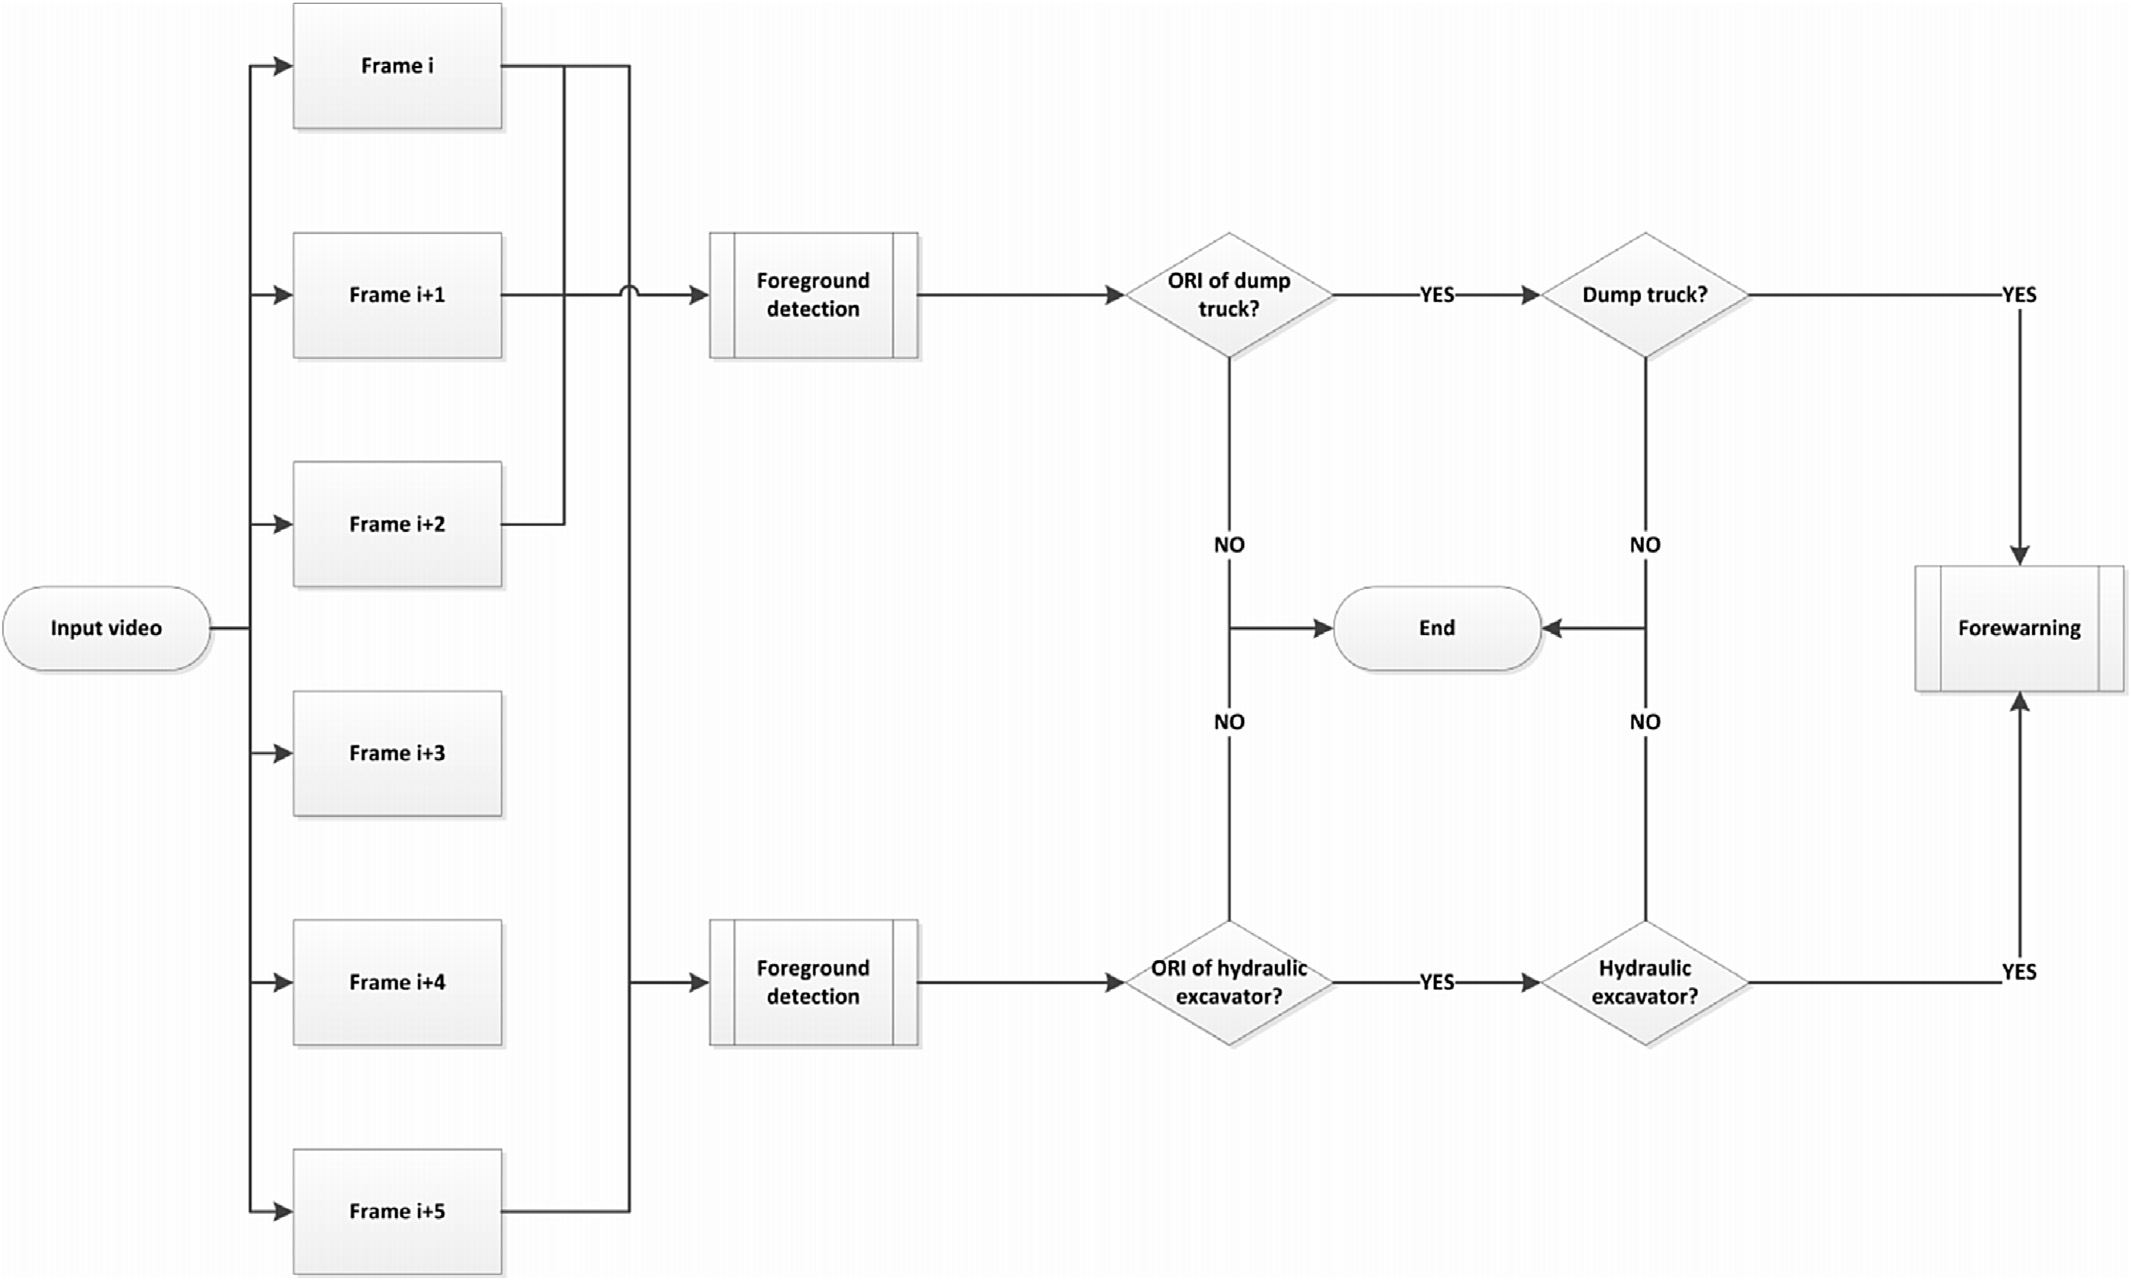 Frame i
Frame i+1
Foreground
detection
ORI of dump
truck?
YES
Dump truck?
YES
Frame i+2
NO
NO
Input video
End
Forewarning
NO
NO
Frame i+3
Frame i+4
Foreground
detection
ORI of hydraulic
excavator?
YES
Hydraulic
excavator?
YES
Frame i+5